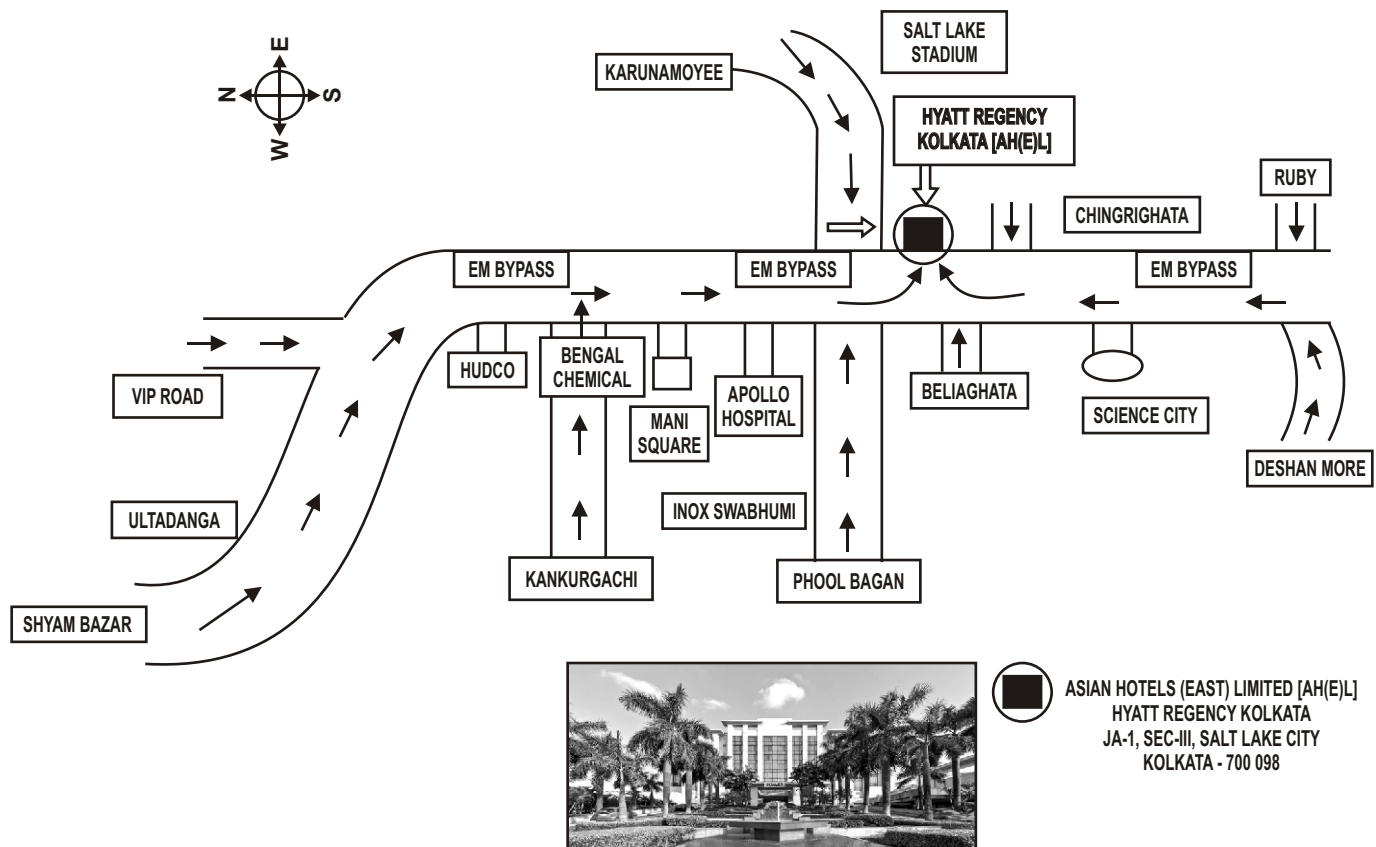 SALT LAKE
STADIUM
KARUNAMOYEE
E
N
S
W
HYATT REGENCY
KOLKATA [AH(E)L]
RUBY
CHINGRIGHATA
EM BYPASS
EM BYPASS
EM BYPASS
HUDCO
BENGAL
CHEMICAL
VIP ROAD
APOLLO
HOSPITAL
BELIAGHATA
MANI
SQUARE
SCIENCE CITY
DESHAN MORE
ULTADANGA
INOX SWABHUMI
KANKURGACHI
PHOOL BAGAN
SHYAM BAZAR
ASIAN HOTELS (EAST) LIMITED [AH(E)L]
HYATT REGENCY KOLKATA
JA-1, SEC-III, SALT LAKE CITY
KOLKATA - 700 098